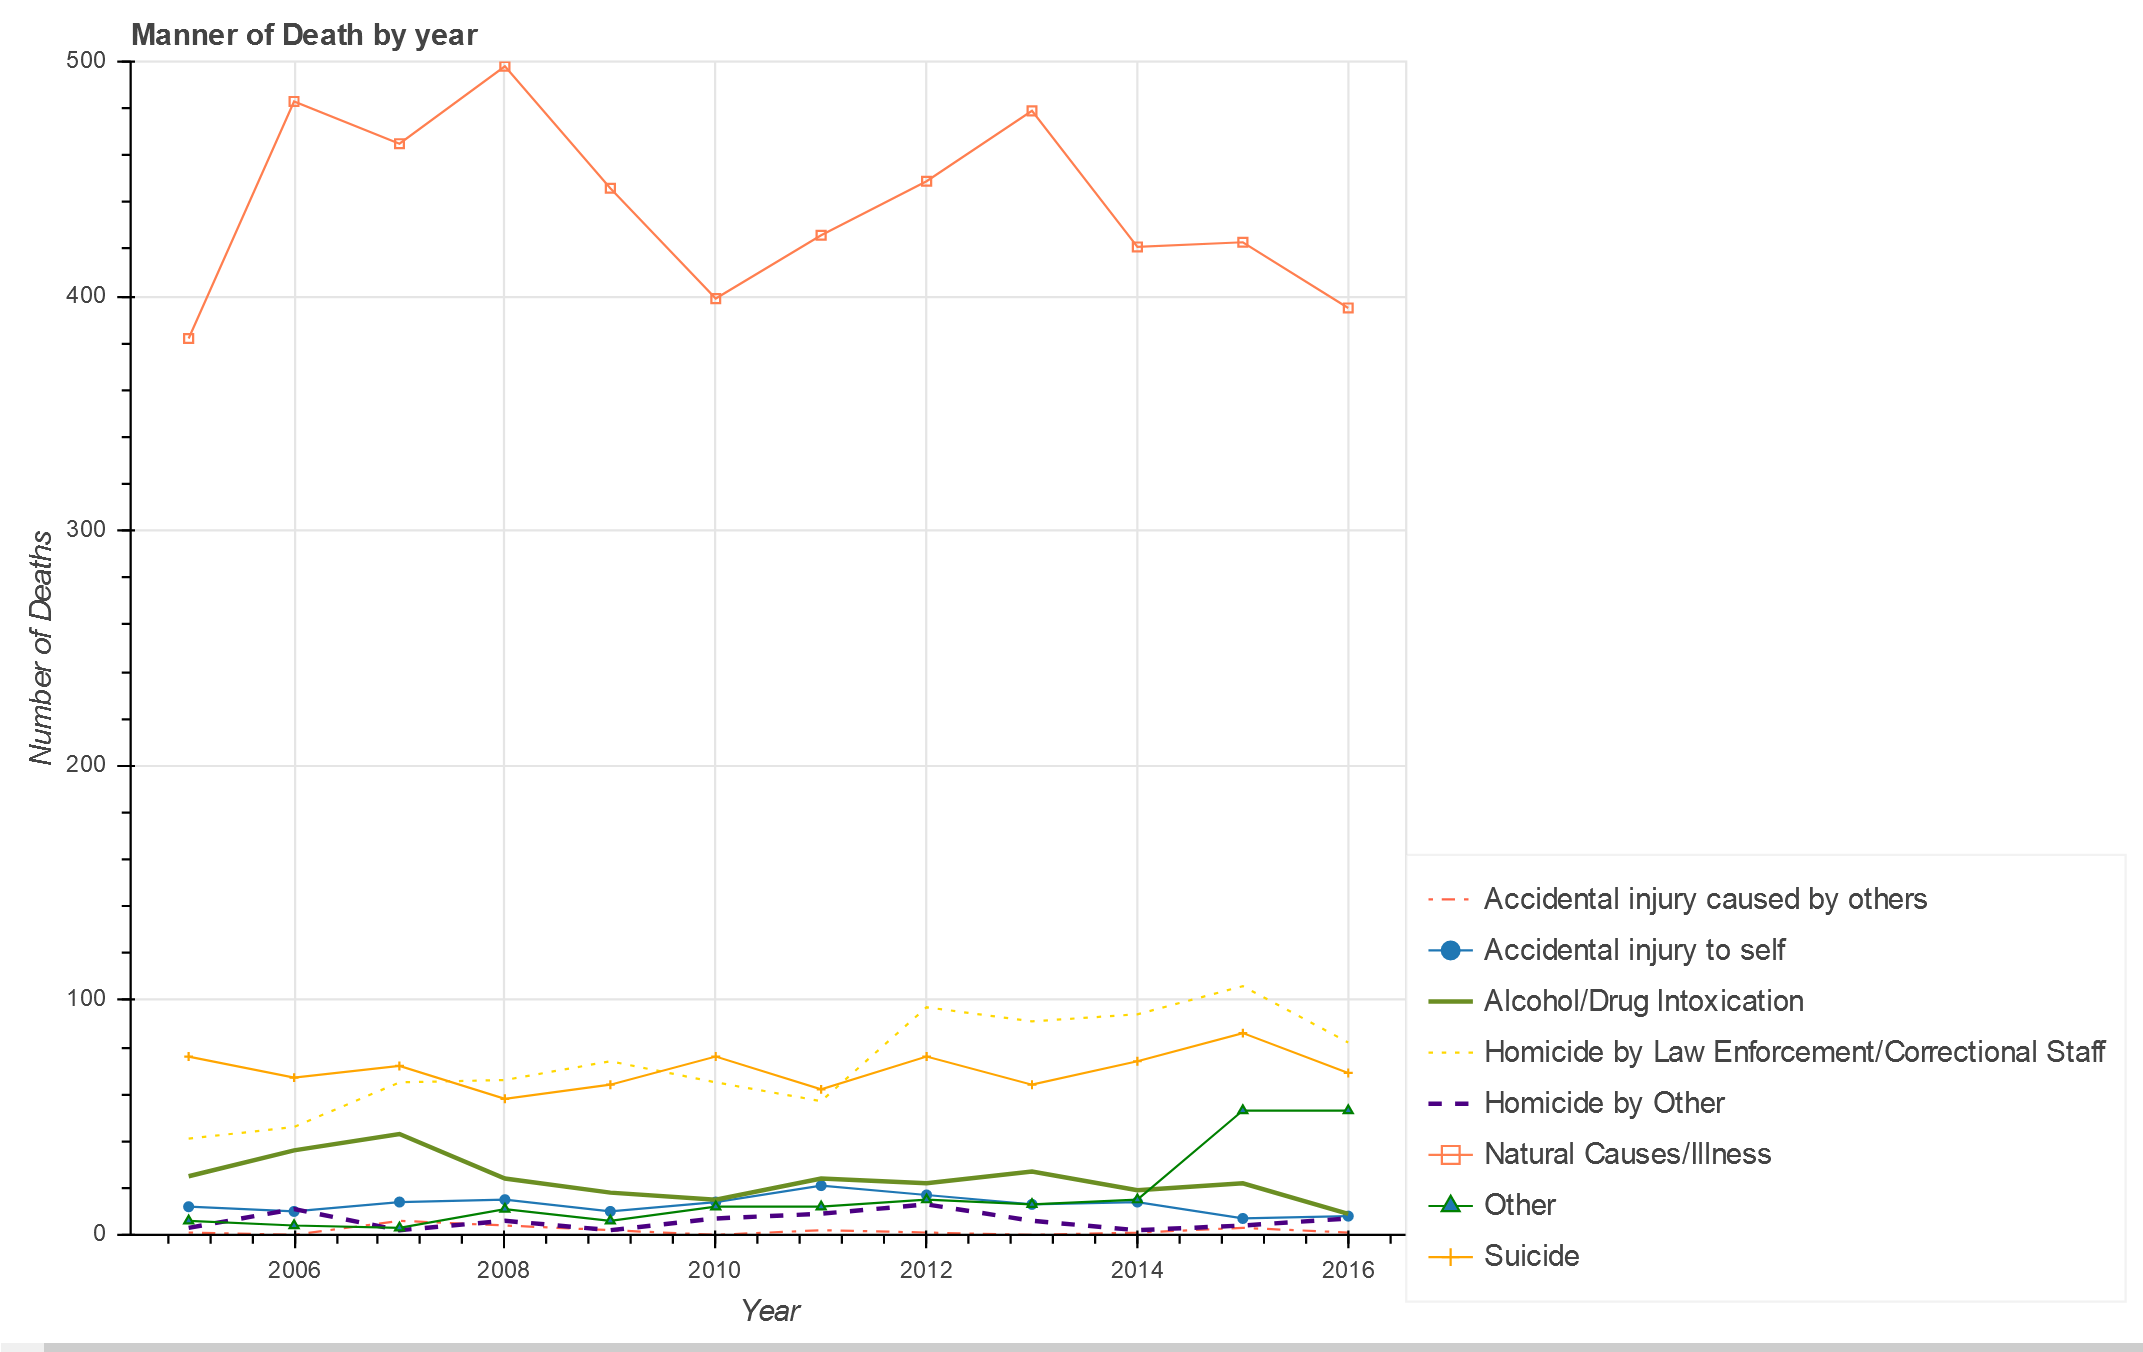 Manner of Death by year
500
400
300
200
100
0
Number of Deaths
2006
2008
2010
2012
2014
2016
Year
Accidental injury caused by others
Accidental injury to self
Alcohol/Drug Intoxication
Homicide by Law Enforcement/Correctional Staff
Homicide by Other
Natural Causes/Illness
Other
Suicide